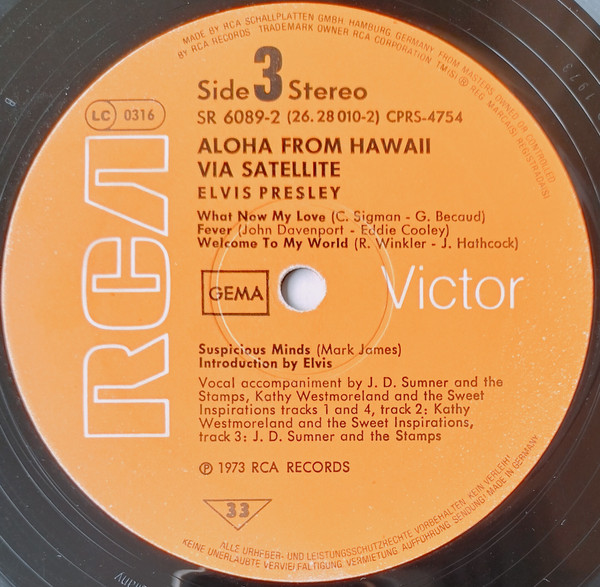 MADE BY RCA SCHALLPLATTEN GMBH, HAMBURG, GERMANY, FROM MASTERS OWNED OR CONTROLLED
BY RCA RECORDS TRADEMARK OWNER RCA CORPORATION TM(S) ® REG. MARCA(S) REGISTRADA(S)
Side 3 Stereo
LC 0316
SR 6089-2 (26.28 010-2) CPRS-4754
ALOHA FROM HAWAII
VIA SATELLITE
ELVIS PRESLEY
What Now My Love (C. Sigman - G. Becaud)
Fever (John Davenport - Eddie Cooley)
Welcome To My World (R. Winkler - J. Hathcock)
RCA
GEMA
Victor
Suspicious Minds (Mark James)
Introduction by Elvis
Vocal accompaniment by J. D. Sumner and the
Stamps, Kathy Westmoreland and the Sweet
Inspirations tracks 1 and 4, track 2: Kathy
Westmoreland and the Sweet Inspirations,
track 3: J. D. Sumner and the Stamps
℗ 1973 RCA RECORDS
33
ALLE URHEBER- UND LEISTUNGSSCHUTZRECHTE VORBEHALTEN. KEIN VERLEIH!
KEINE UNERLAUBTE VERVIELFÄLTIGUNG VERMIETUNG AUFFÜHRUNG SENDUNG! MADE IN GERMANY